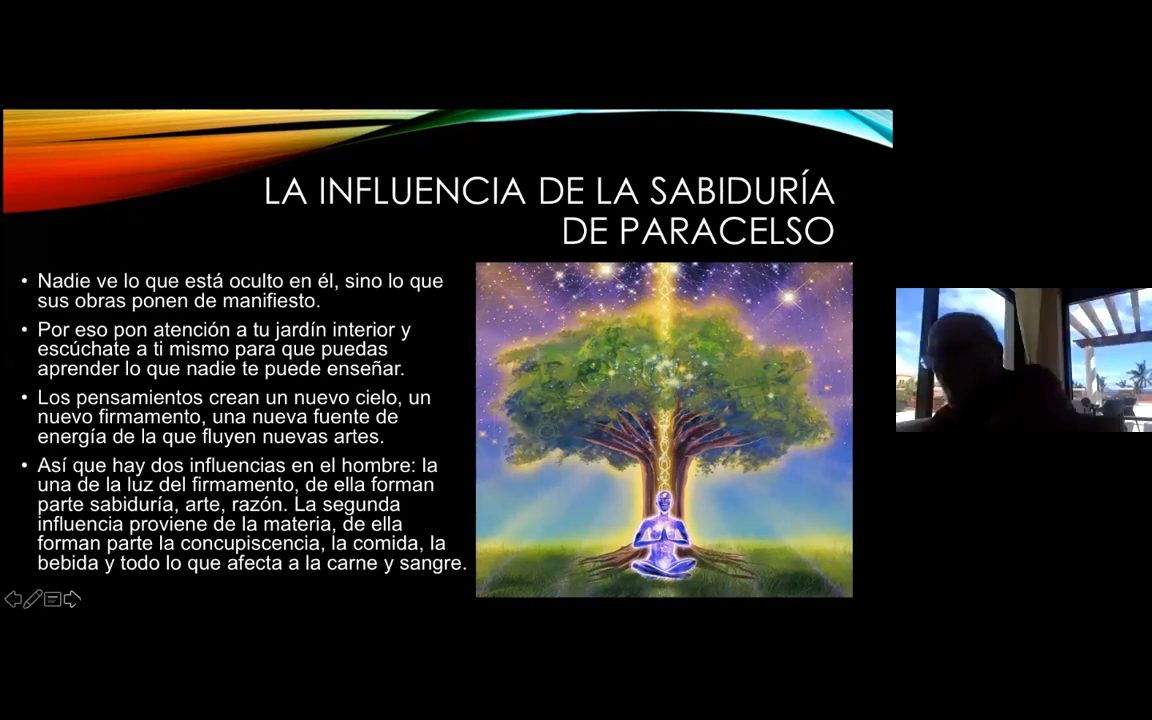 LA INFLUENCIA DE LA SABIDURÍA
DE PARACELSO
• Nadie ve lo que está oculto en él, sino lo que
sus obras ponen de manifiesto.
• Por eso pon atención a tu jardín interior y
escúchate a ti mismo para que puedas
aprender lo que nadie te puede enseñar.
• Los pensamientos crean un nuevo cielo, un
nuevo firmamento, una nueva fuente de
energía de la que fluyen nuevas artes.
• Así que hay dos influencias en el hombre: la
una de la luz del firmamento, de ella forman
parte sabiduría, arte, razón. La segunda
influencia proviene de la materia, de ella
forman parte la concupiscencia, la comida, la
bebida y todo lo que afecta a la carne y sangre.